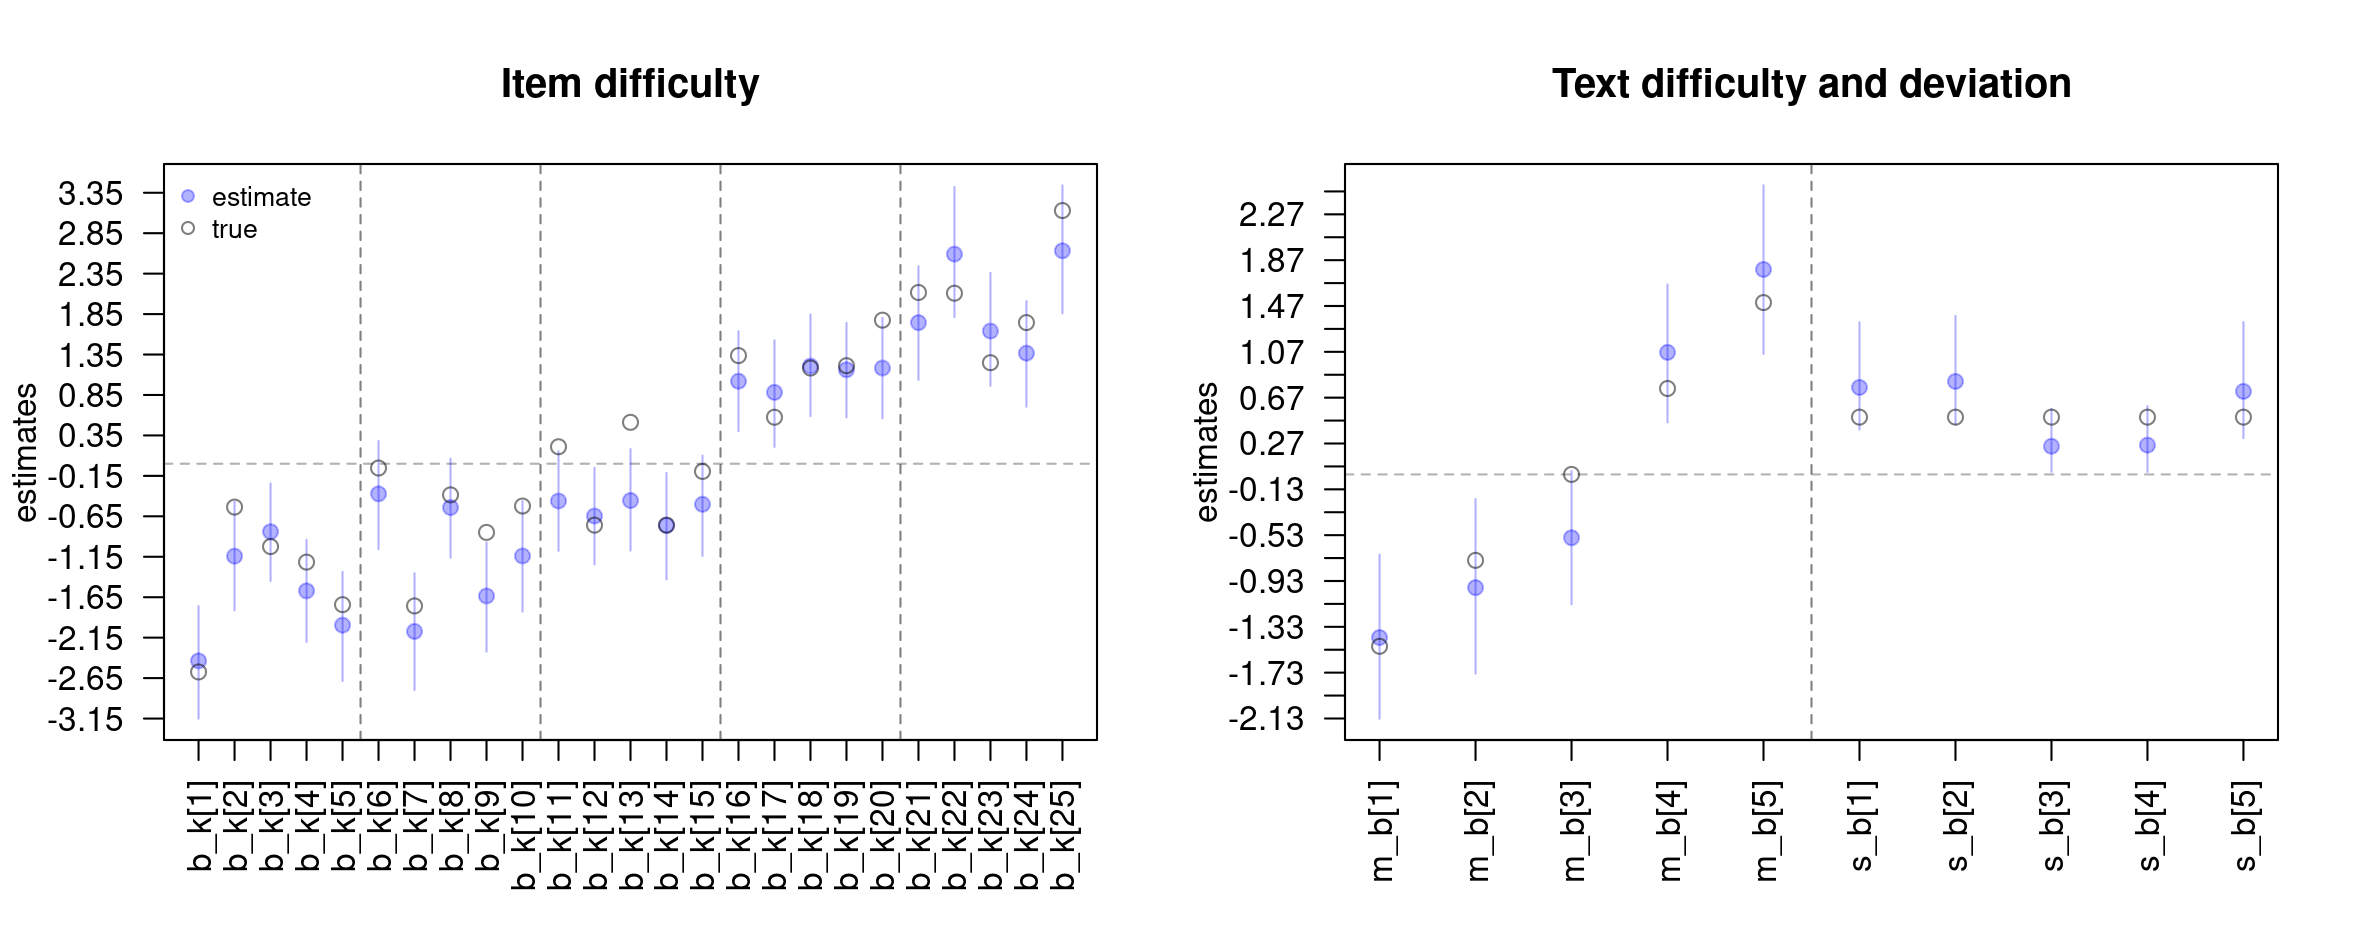 Item difficulty
estimates
3.35
2.85
2.35
1.85
1.35
0.85
0.35
-0.15
-0.65
-1.15
-1.65
-2.15
-2.65
-3.15
estimate
true
b_k[1]
b_k[2]
b_k[3]
b_k[4]
b_k[5]
b_k[6]
b_k[7]
b_k[8]
b_k[9]
b_k[10]
b_k[11]
b_k[12]
b_k[13]
b_k[14]
b_k[15]
b_k[16]
b_k[17]
b_k[18]
b_k[19]
b_k[20]
b_k[21]
b_k[22]
b_k[23]
b_k[24]
b_k[25]
Text difficulty and deviation
estimates
2.27
1.87
1.47
1.07
0.67
0.27
-0.13
-0.53
-0.93
-1.33
-1.73
-2.13
m_b[1]
m_b[2]
m_b[3]
m_b[4]
m_b[5]
s_b[1]
s_b[2]
s_b[3]
s_b[4]
s_b[5]